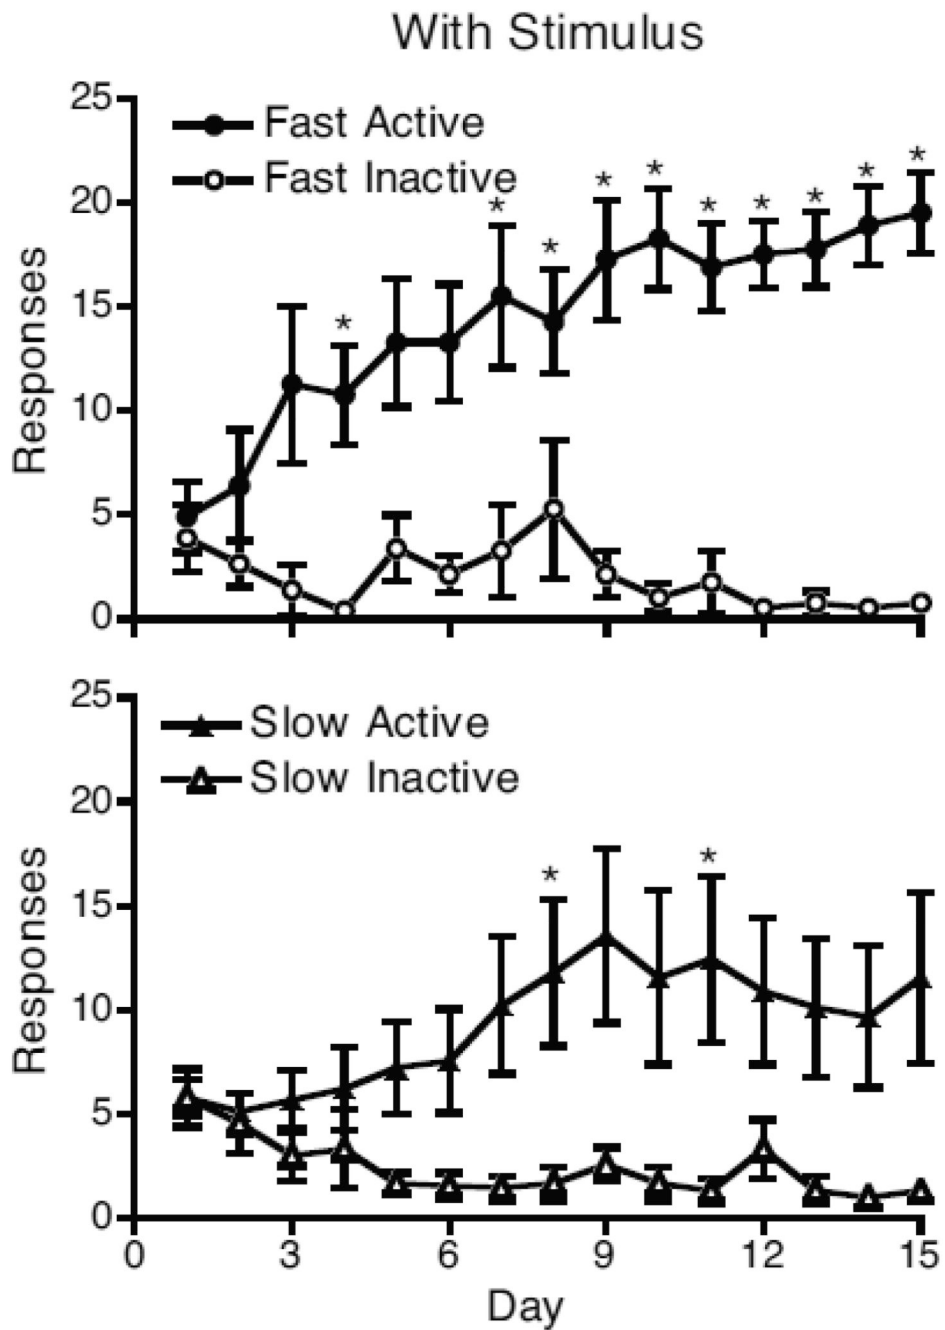 With Stimulus
25
20
15
10
5
0
Responses
Fast Active
Fast Inactive
* * * * * * * * * *
25
20
15
10
5
0
Responses
Slow Active
Slow Inactive
* *
0 3 6 9 12 15
Day